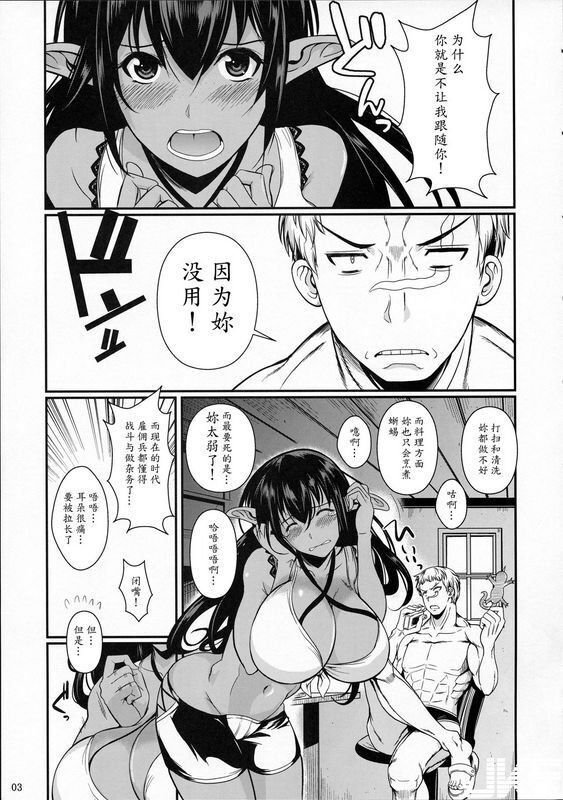 为什么
你就是不让
我跟随你！
因为妳
没用！
打扫和清洗
妳都做不好
咕啊…
而料理方面
妳也只会烹煮
蜥蜴…
噫啊…
而最要死的是…
妳太弱了！
哈唔唔唔
啊…
而现在的时代
雇佣兵都懂得
战斗与做杂务了…
唔唔…
耳朵很痛…
要被拉长了
闭嘴！
但…
但是…
03